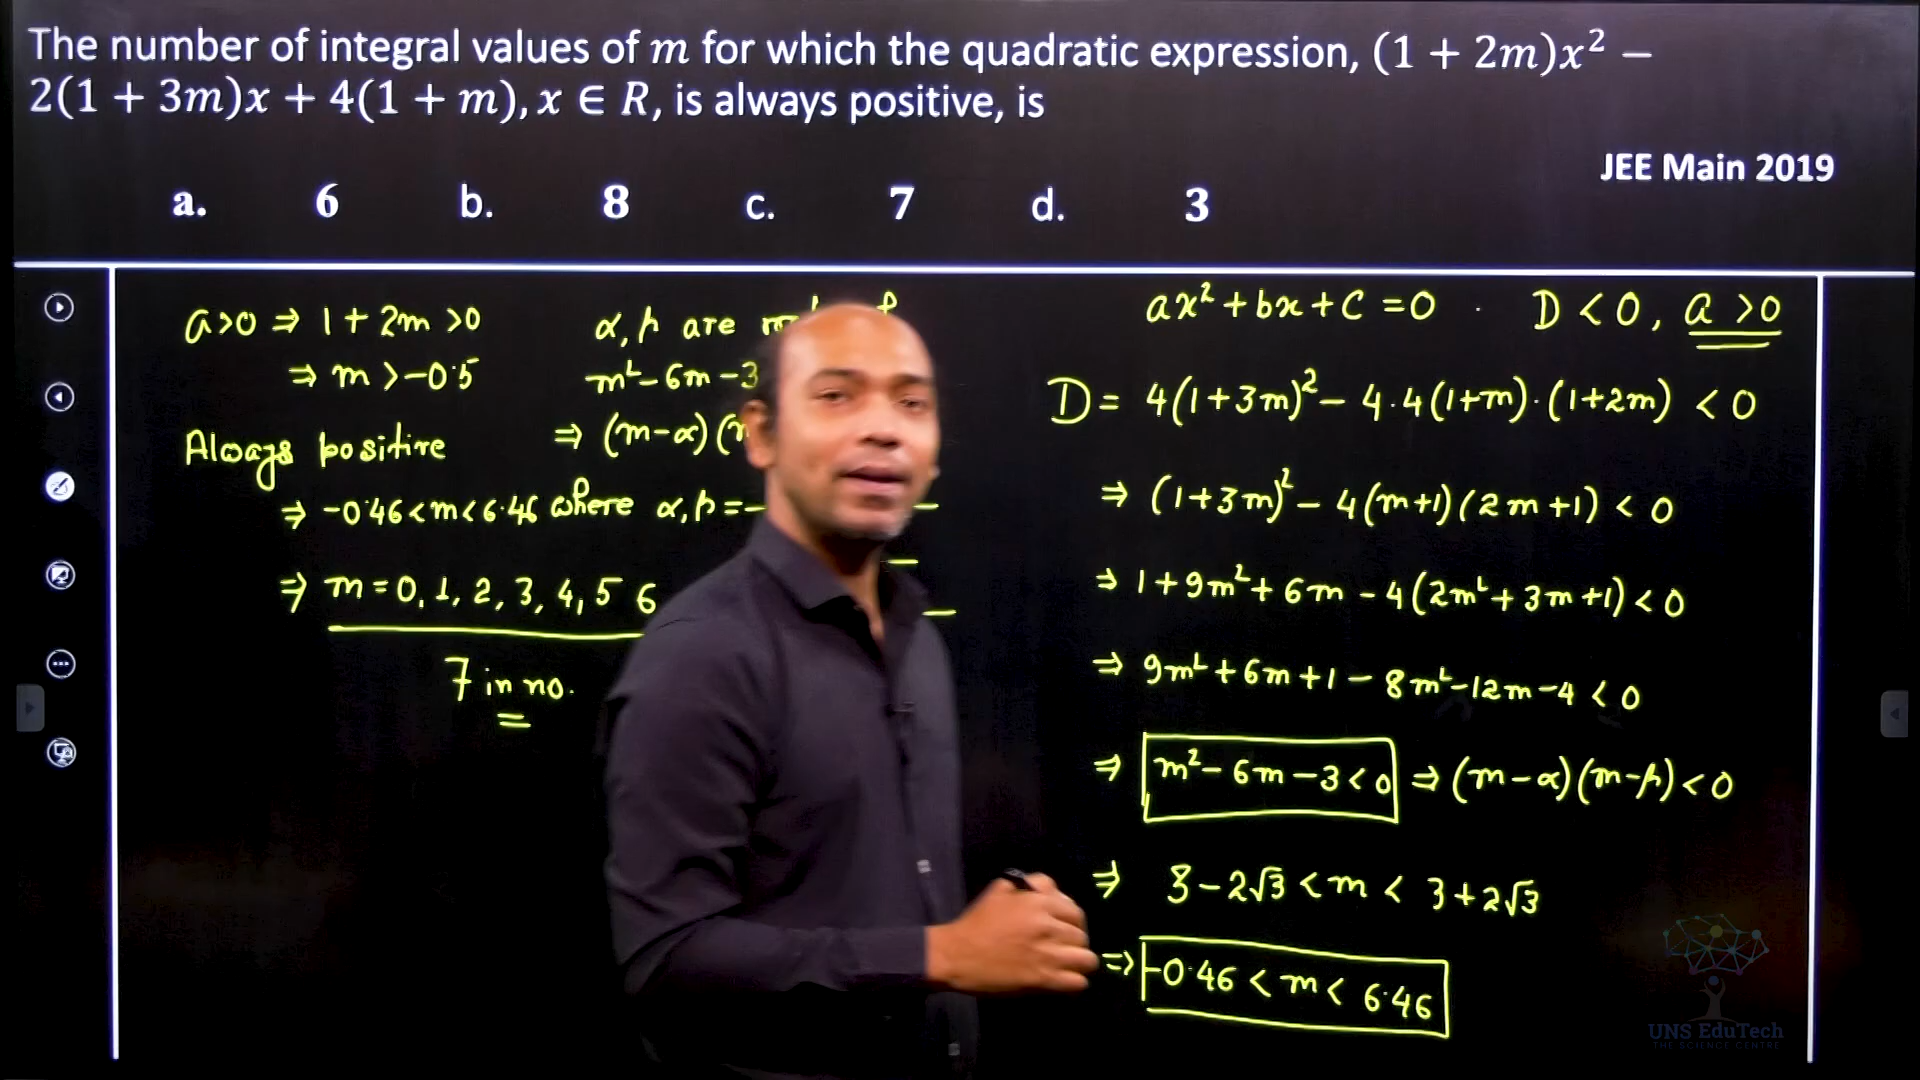 The number of integral values of m for which the quadratic expression, (1 + 2m)x² −
2(1 + 3m)x + 4(1 + m), x ∈ R, is always positive, is
JEE Main 2019
a. 6 b. 8 c. 7 d. 3
a>0 ⇒ 1 + 2m >0
⇒ m >-0.5
Always positive
⇒ -0.46<m<6.46
⇒ m = 0, 1, 2, 3, 4, 5 6
7 in no.
α, β are
m²-6m-3
⇒ (m-α)
where α, β = -
ax² + bx + c = 0 . D < 0, a >0
D = 4(1+3m)² - 4.4(1+m).(1+2m) < 0
⇒ (1+3m)² - 4(m+1)(2m+1) < 0
⇒ 1+9m²+6m-4(2m²+3m+1)<0
⇒ 9m²+6m+1-8m²-12m-4 <0
⇒ m²-6m-3<0 ⇒ (m-α)(m-β)<0
⇒ 3-2√3 <m < 3+2√3
⇒ -0.46 < m < 6.46
UNS EduTech
THE SCIENCE CENTRE